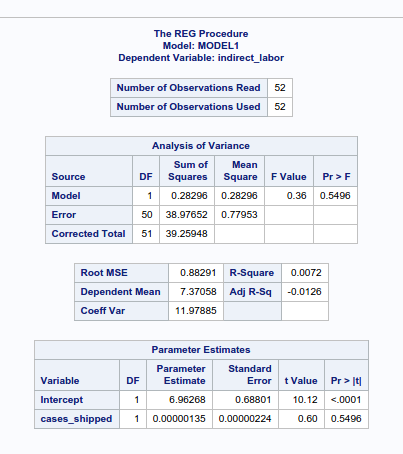 The REG Procedure
Model: MODEL1
Dependent Variable: indirect_labor
Number of Observations Read 52
Number of Observations Used 52
Analysis of Variance
Source DF Sum of Squares Mean Square F Value Pr > F
Model 1 0.28296 0.28296 0.36 0.5496
Error 50 38.97652 0.77953
Corrected Total 51 39.25948
Root MSE 0.88291 R-Square 0.0072
Dependent Mean 7.37058 Adj R-Sq -0.0126
Coeff Var 11.97885
Parameter Estimates
Variable DF Parameter Estimate Standard Error t Value Pr > |t|
Intercept 1 6.96268 0.68801 10.12 <.0001
cases_shipped 1 0.00000135 0.00000224 0.60 0.5496